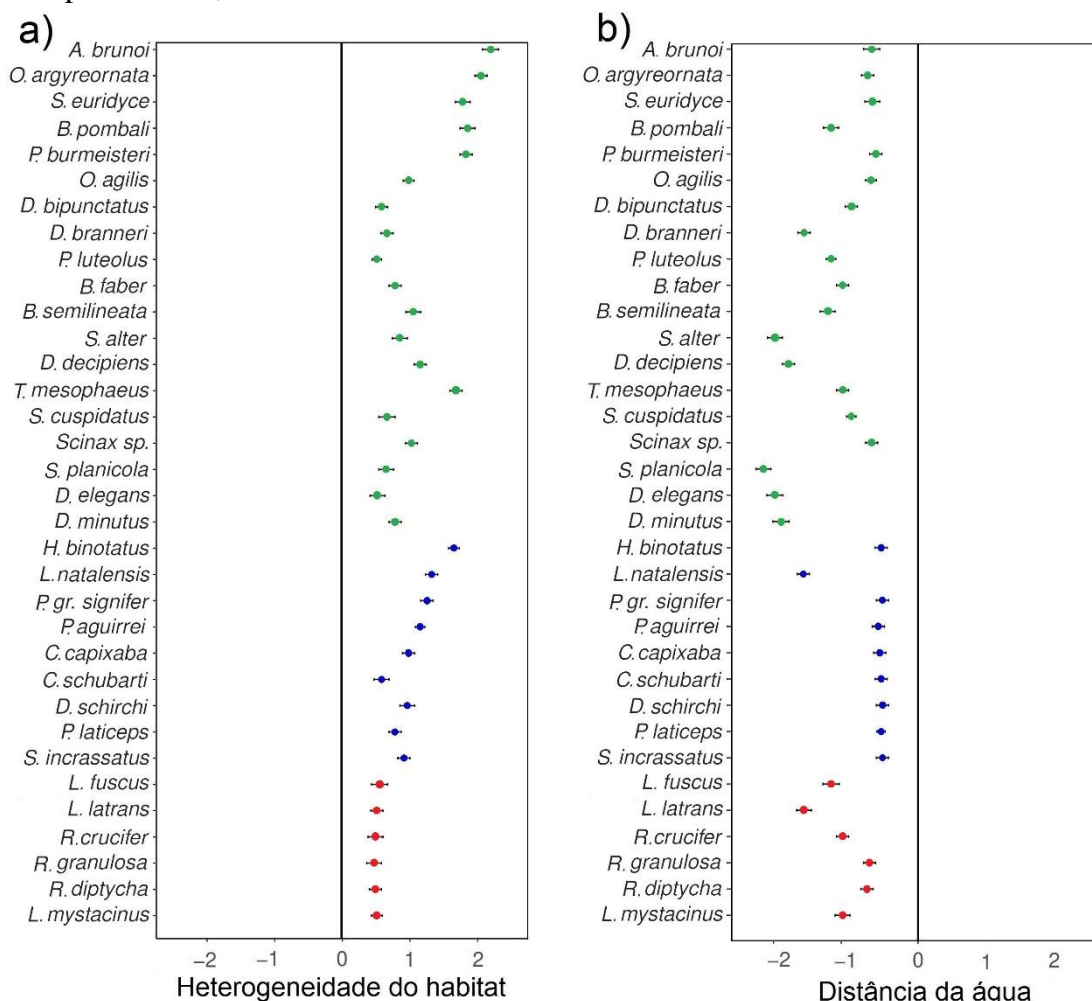 a)
A. brunoi
O. argyreornata
S. euridyce
B. pombali
P. burmeisteri
O. agilis
D. bipunctatus
D. branneri
P. luteolus
B. faber
B. semilineata
S. alter
D. decipiens
T. mesophaeus
S. cuspidatus
Scinax sp.
S. planicola
D. elegans
D. minutus
H. binotatus
L. natalensis
P. gr. signifer
P. aguirrei
C. capixaba
C. schubarti
D. schirchi
P. laticeps
S. incrassatus
L. fuscus
L. latrans
R. crucifer
R. granulosa
R. diptycha
L. mystacinus
−2 −1 0 1 2
Heterogeneidade do habitat
b)
A. brunoi
O. argyreornata
S. euridyce
B. pombali
P. burmeisteri
O. agilis
D. bipunctatus
D. branneri
P. luteolus
B. faber
B. semilineata
S. alter
D. decipiens
T. mesophaeus
S. cuspidatus
Scinax sp.
S. planicola
D. elegans
D. minutus
H. binotatus
L. natalensis
P. gr. signifer
P. aguirrei
C. capixaba
C. schubarti
D. schirchi
P. laticeps
S. incrassatus
L. fuscus
L. latrans
R. crucifer
R. granulosa
R. diptycha
L. mystacinus
−2 −1 0 1 2
Distância da água